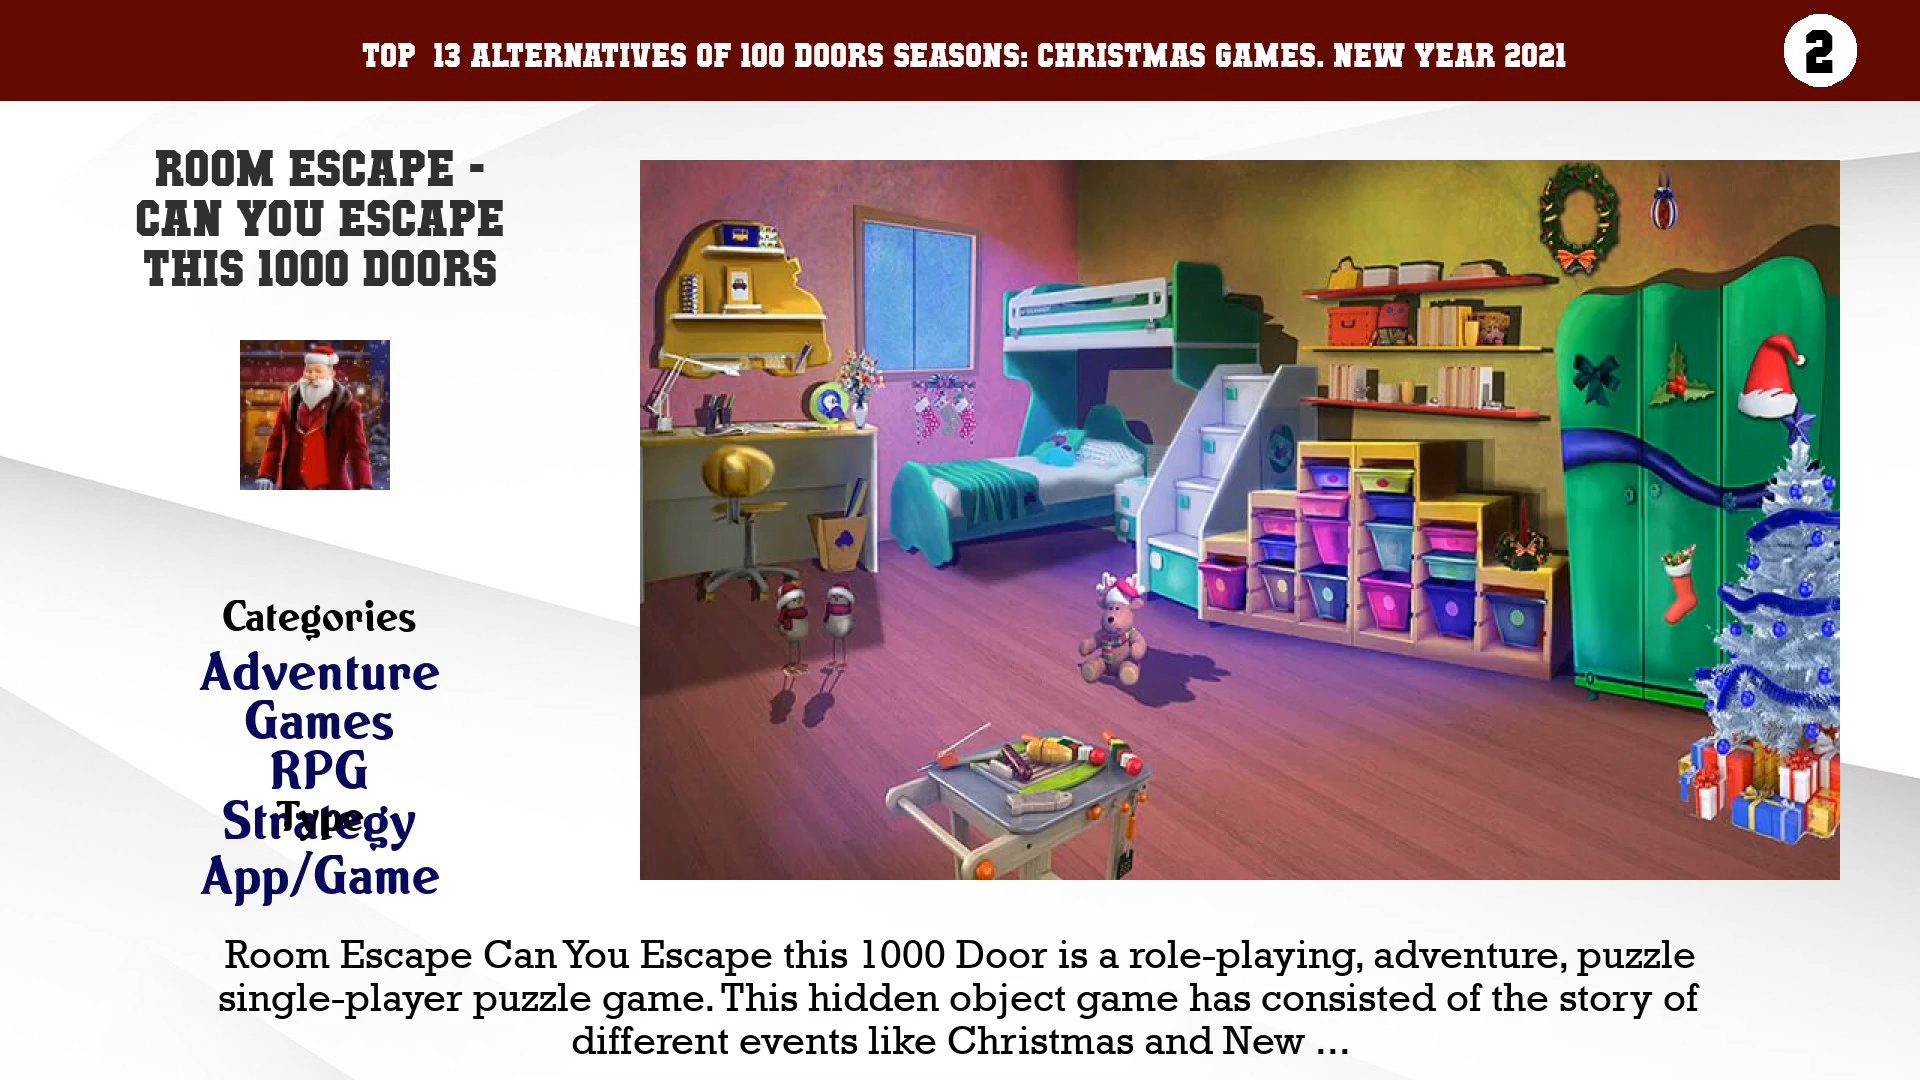 TOP 13 ALTERNATIVES OF 100 DOORS SEASONS: CHRISTMAS GAMES. NEW YEAR 2021
2
ROOM ESCAPE -
CAN YOU ESCAPE
THIS 1000 DOORS
Categories
Adventure
Games
RPG
Strategy
Type
App/Game
Room Escape Can You Escape this 1000 Door is a role-playing, adventure, puzzle
single-player puzzle game. This hidden object game has consisted of the story of
different events like Christmas and New ...